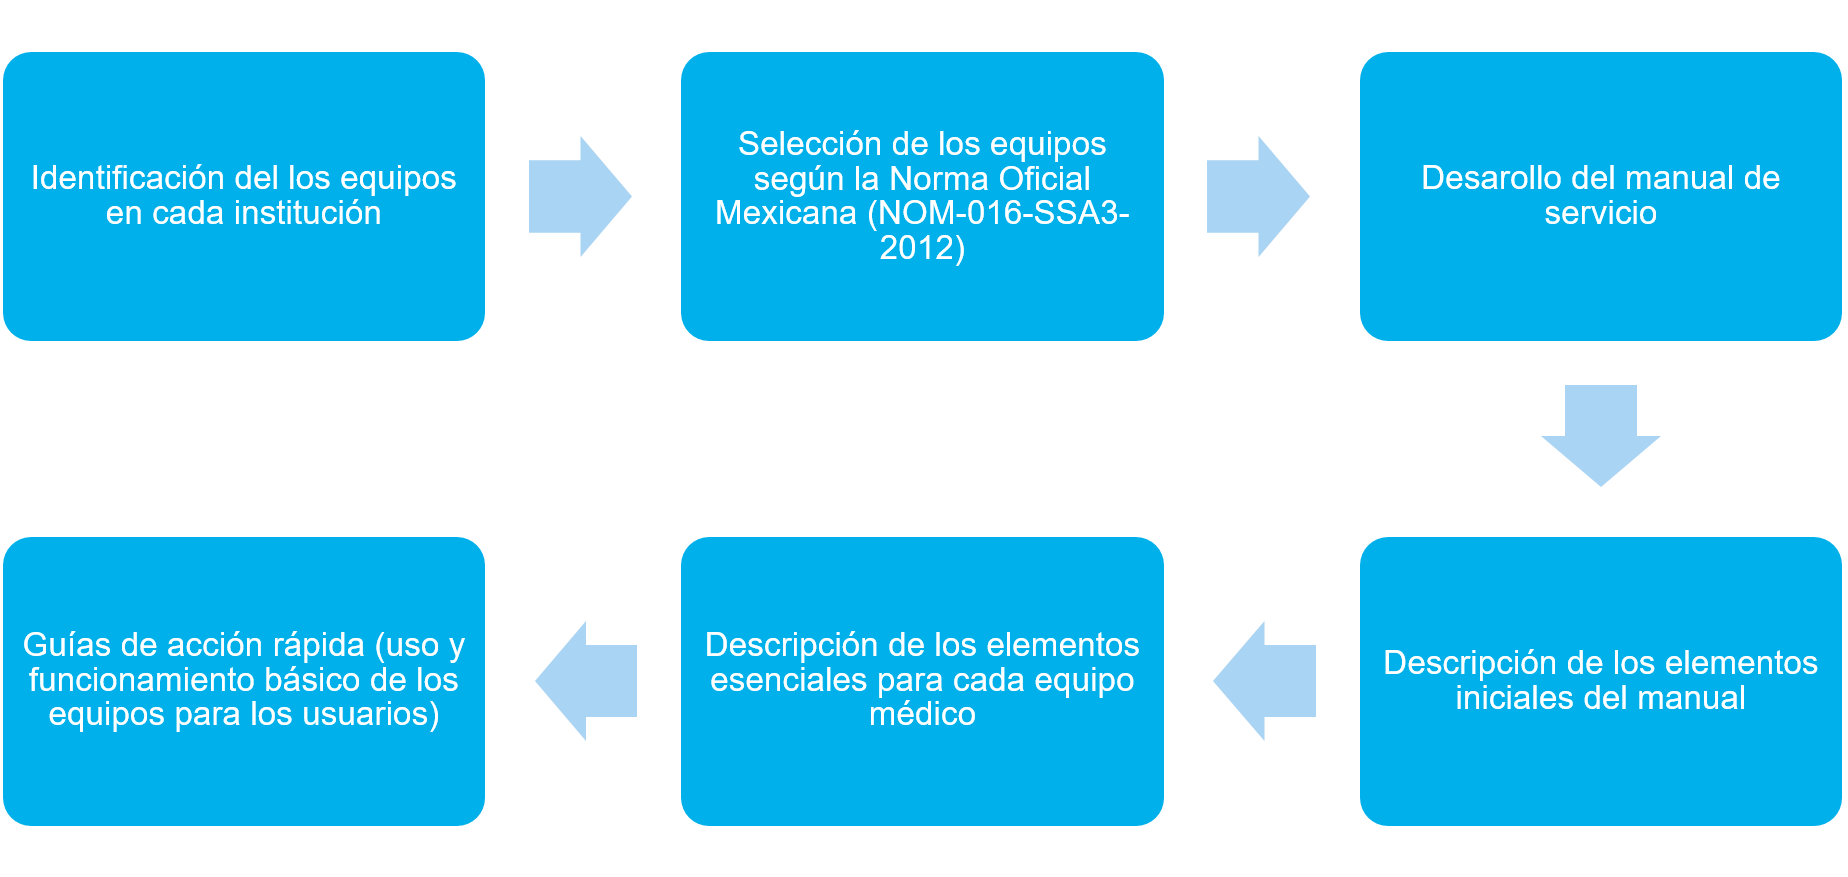 Identificación del los equipos
en cada institución
Selección de los equipos
según la Norma Oficial
Mexicana (NOM-016-SSA3-
2012)
Desarollo del manual de
servicio
Descripción de los elementos
iniciales del manual
Descripción de los elementos
esenciales para cada equipo
médico
Guías de acción rápida (uso y
funcionamiento básico de los
equipos para los usuarios)